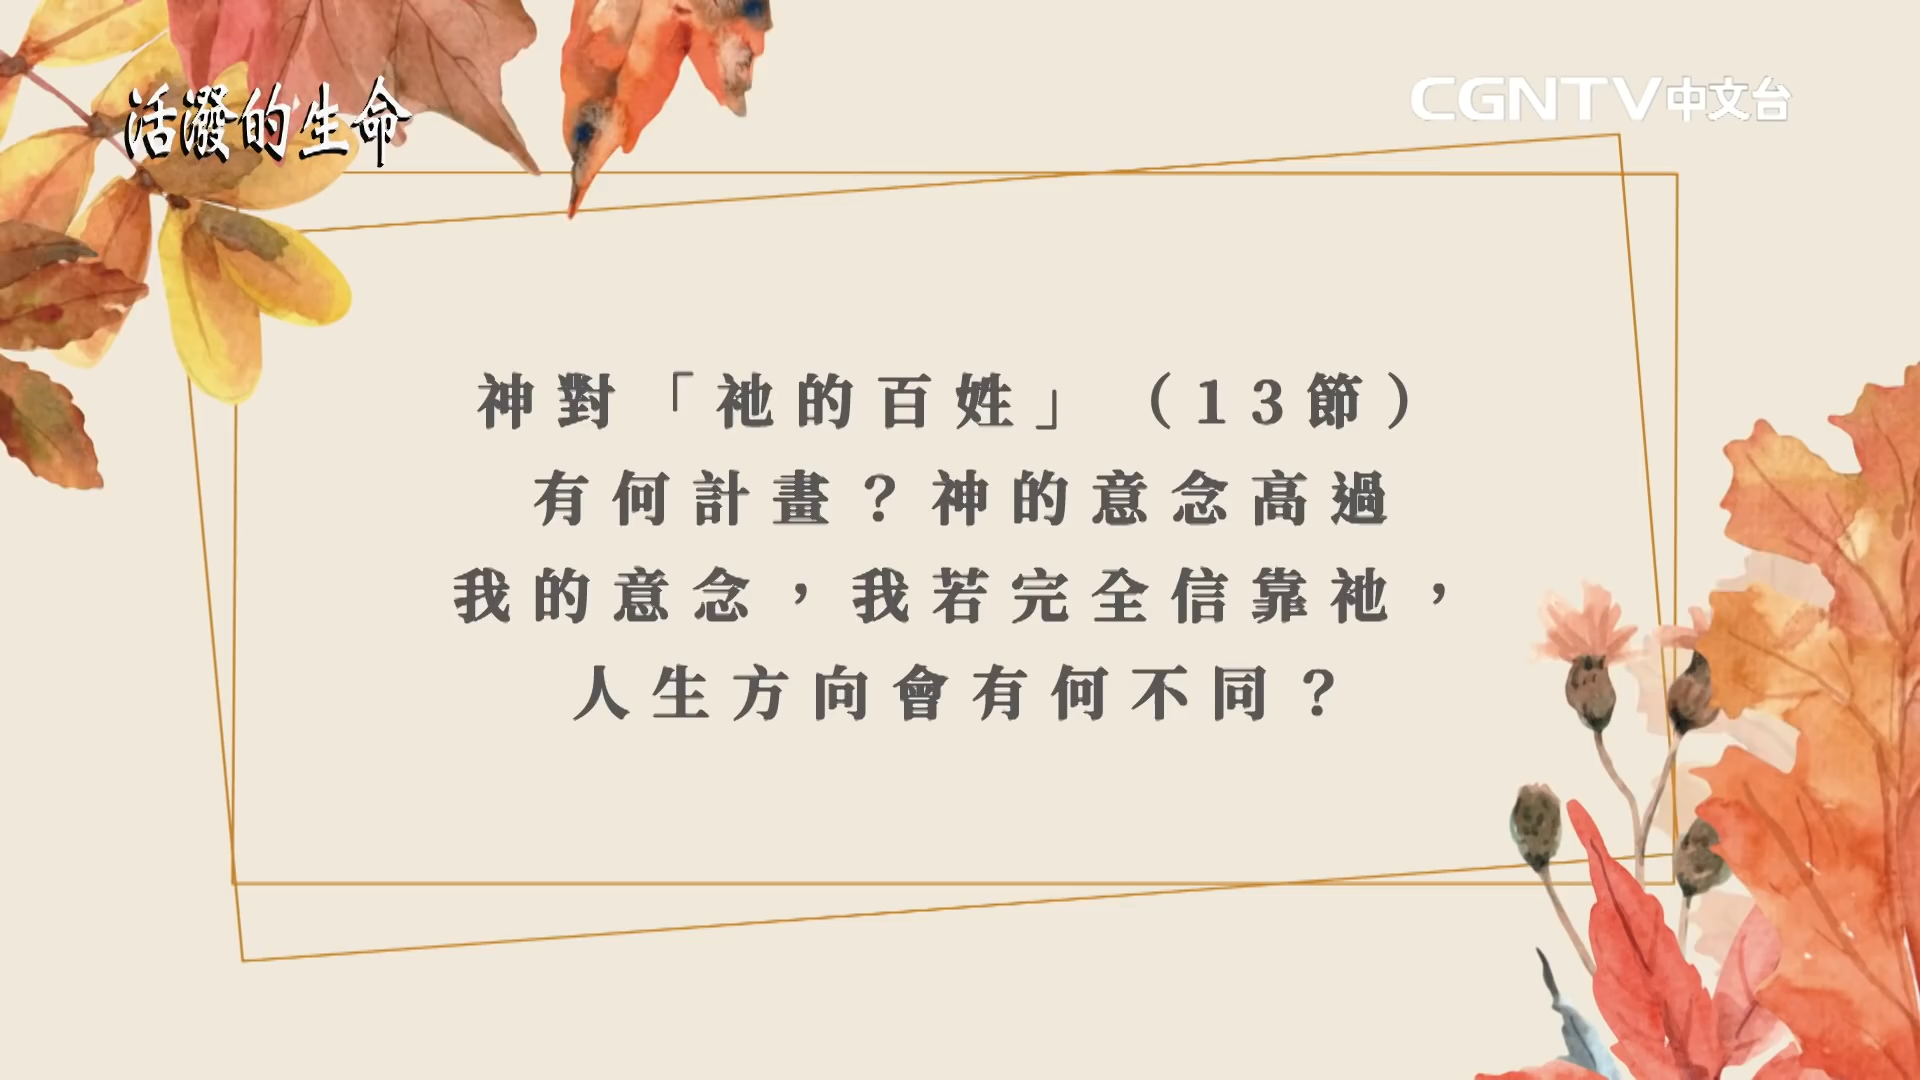 活潑的生命
CGNTV中文台
神對「祂的百姓」（13節）
有何計畫？神的意念高過
我的意念，我若完全信靠祂，
人生方向會有何不同？